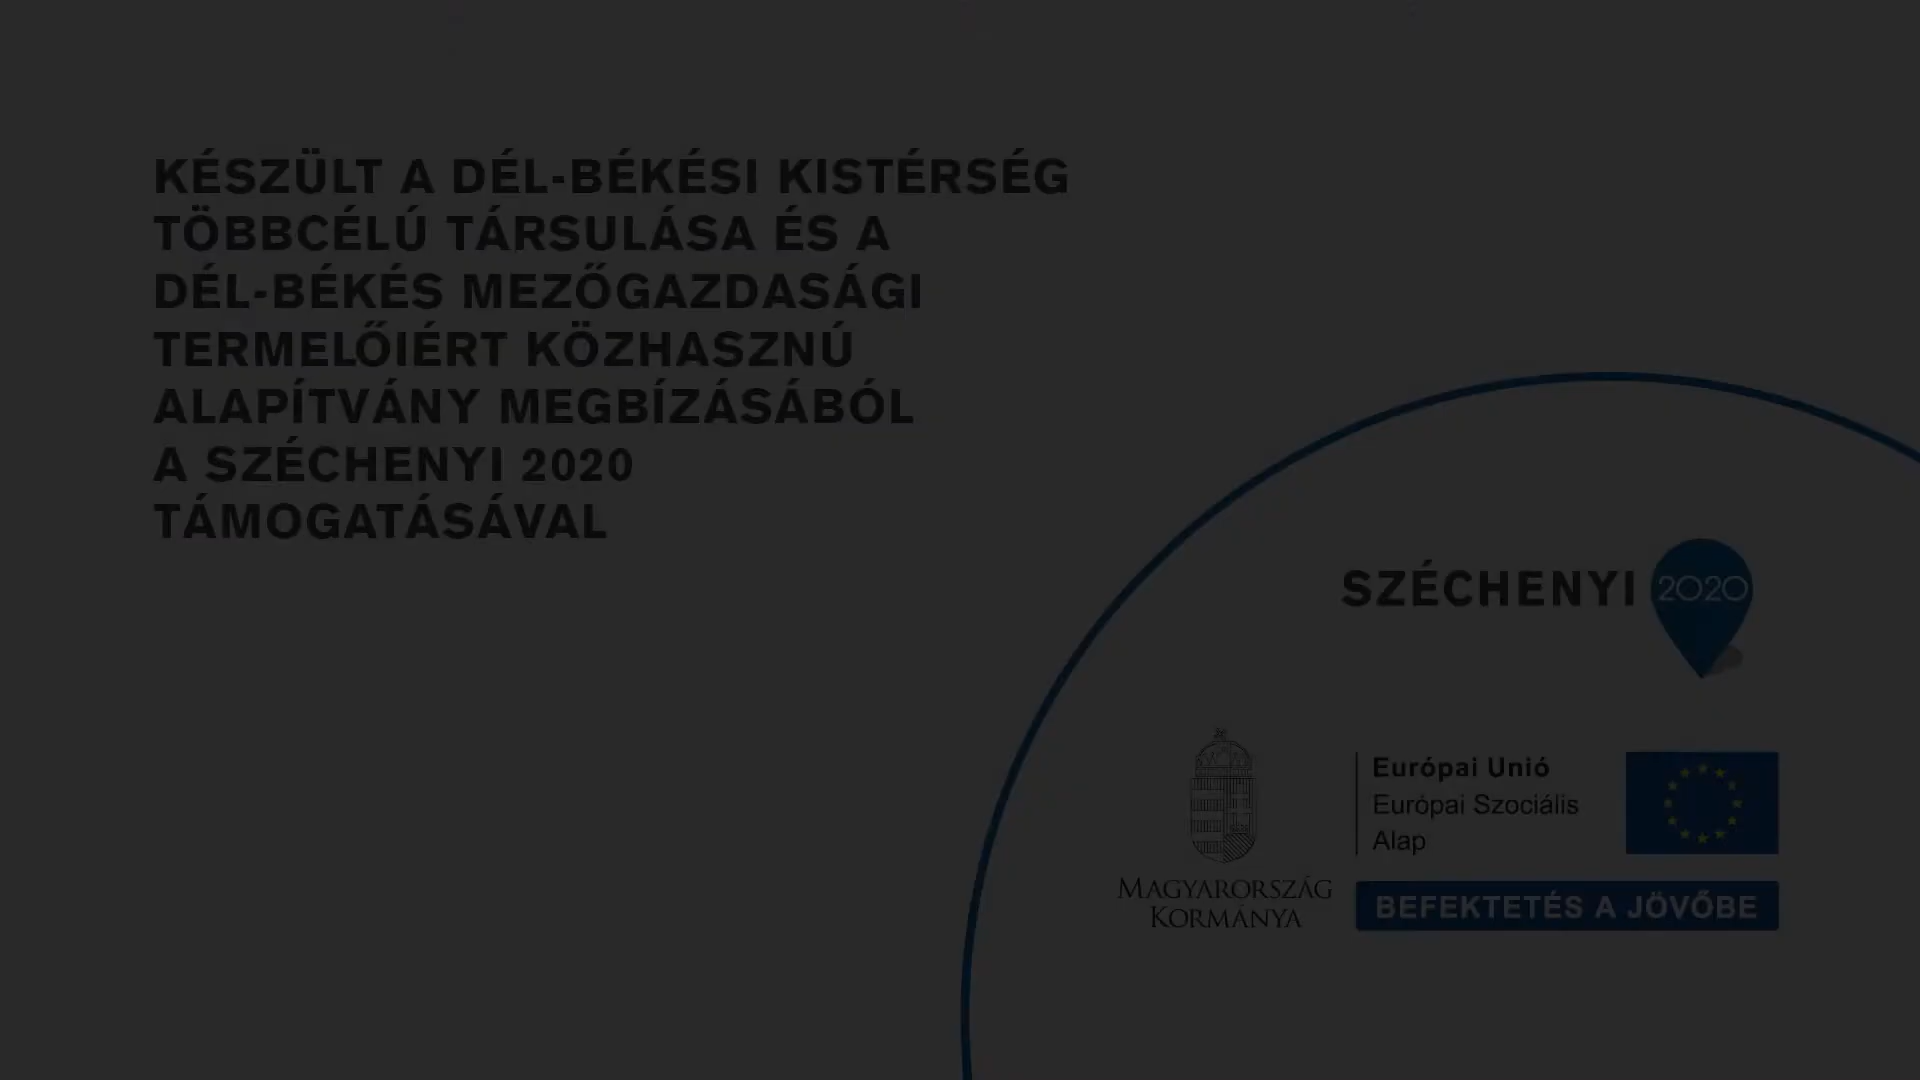 KÉSZÜLT A DÉL-BÉKÉSI KISTÉRSÉG
TÖBBCÉLÚ TÁRSULÁSA ÉS A
DÉL-BÉKÉS MEZŐGAZDASÁGI
TERMELŐIÉRT KÖZHASZNÚ
ALAPÍTVÁNY MEGBÍZÁSÁBÓL
A SZÉCHENYI 2020
TÁMOGATÁSÁVAL
SZÉCHENYI 2020
MAGYARORSZÁG
KORMÁNYA
Európai Unió
Európai Szociális
Alap
BEFEKTETÉS A JÖVŐBE